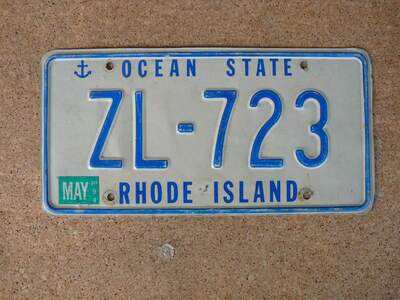 OCEAN STATE
ZL-723
MAY
RHODE ISLAND